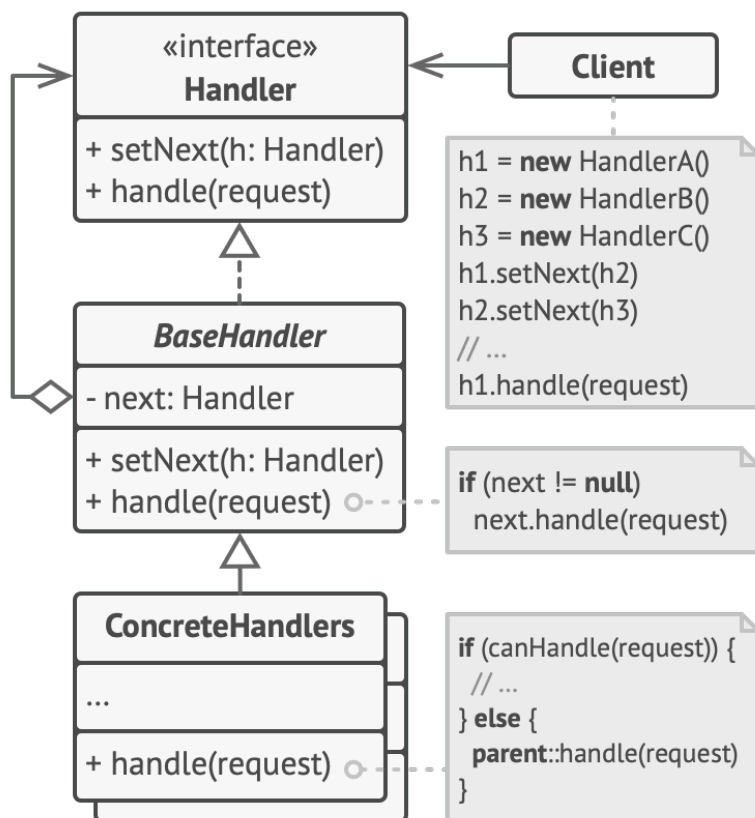 «interface»
Handler
+ setNext(h: Handler)
+ handle(request)
Client
h1 = new HandlerA()
h2 = new HandlerB()
h3 = new HandlerC()
h1.setNext(h2)
h2.setNext(h3)
// ...
h1.handle(request)
BaseHandler
- next: Handler
+ setNext(h: Handler)
+ handle(request)
if (next != null)
next.handle(request)
ConcreteHandlers
...
+ handle(request)
if (canHandle(request)) {
// ...
} else {
parent::handle(request)
}